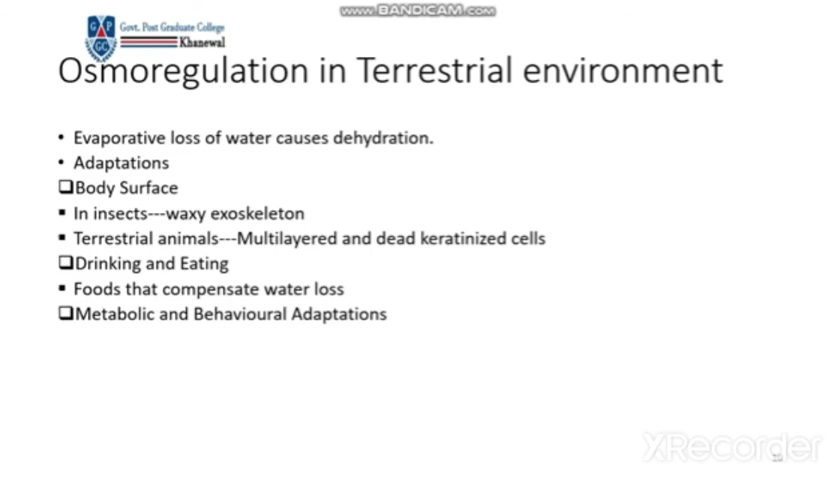 www.BANDICAM.com
G P
GC
Govt. Post Graduate College
Khanewal
Osmoregulation in Terrestrial environment
• Evaporative loss of water causes dehydration.
• Adaptations
❑Body Surface
▪ In insects---waxy exoskeleton
▪ Terrestrial animals---Multilayered and dead keratinized cells
❑Drinking and Eating
▪ Foods that compensate water loss
❑Metabolic and Behavioural Adaptations
XRecorder